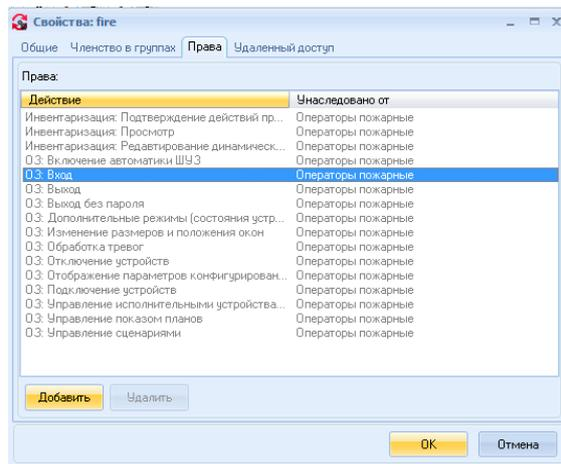 Свойства: fire
Общие Членство в группах Права Удаленный доступ
Права:
Действие Унаследовано от
Инвентаризация: Подтверждение действий пр... Операторы пожарные
Инвентаризация: Просмотр Операторы пожарные
Инвентаризация: Редактирование динамическ... Операторы пожарные
ОЗ: Включение автоматики ШУЗ Операторы пожарные
ОЗ: Вход Операторы пожарные
ОЗ: Выход Операторы пожарные
ОЗ: Выход без пароля Операторы пожарные
ОЗ: Дополнительные режимы (состояния устр... Операторы пожарные
ОЗ: Изменение размеров и положения окон Операторы пожарные
ОЗ: Обработка тревог Операторы пожарные
ОЗ: Отключение устройств Операторы пожарные
ОЗ: Отображение параметров конфигурирован... Операторы пожарные
ОЗ: Подключение устройств Операторы пожарные
ОЗ: Управление исполнительными устройства... Операторы пожарные
ОЗ: Управление показом планов Операторы пожарные
ОЗ: Управление сценариями Операторы пожарные
Добавить Удалить
OK Отмена